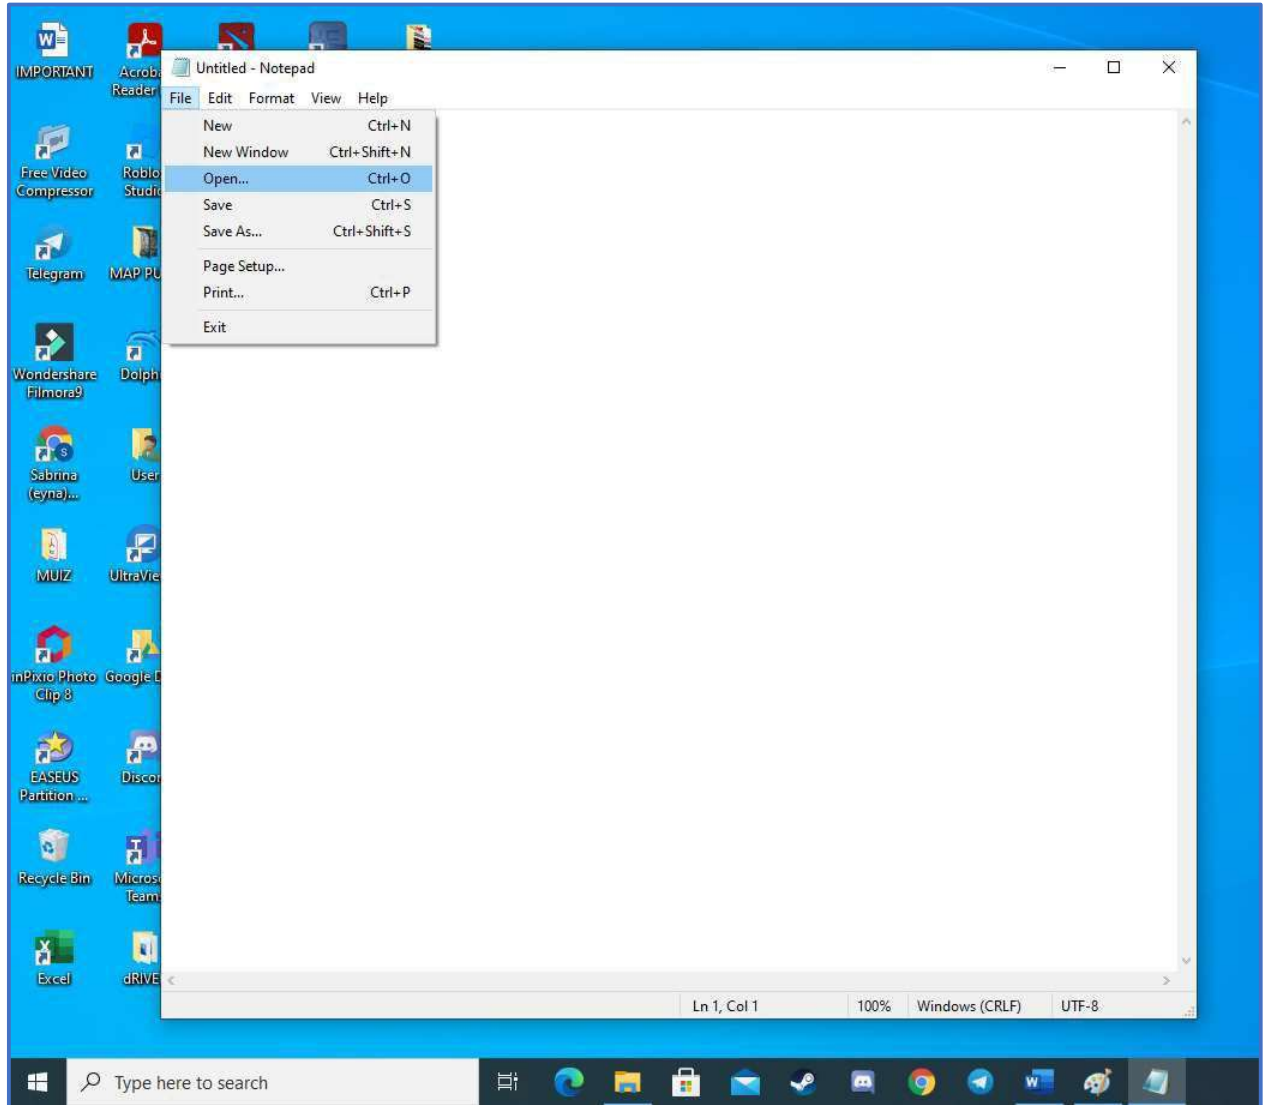 IMPORTANT
Acroba
Reader
Untitled - Notepad
File Edit Format View Help
New Ctrl+N
New Window Ctrl+Shift+N
Open... Ctrl+O
Save Ctrl+S
Save As... Ctrl+Shift+S
Page Setup...
Print... Ctrl+P
Exit
Free Video
Compressor
Roblo
Studio
Telegram
MAP PU
Wondershare
Filmora9
Dolph
Sabrina
(eyna)...
User
MUIZ
UltraVie
inPixio Photo
Clip 8
Google D
EASEUS
Partition ...
Discor
Recycle Bin
Micros
Team
Excel
dRIVE
Ln 1, Col 1 100% Windows (CRLF) UTF-8
Type here to search